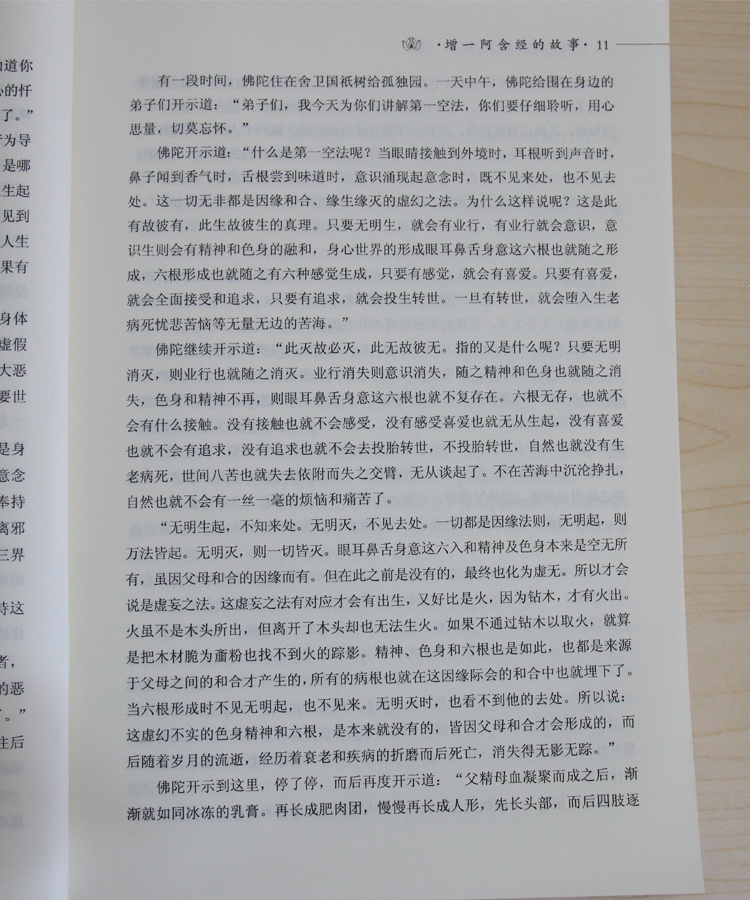 ·增一阿含经的故事· 11
有一段时间，佛陀住在舍卫国祇树给孤独园。一天中午，佛陀给围在身边的
弟子们开示道：“弟子们，我今天为你们讲解第一空法，你们要仔细聆听，用心
思量，切莫忘怀。”
佛陀开示道：“什么是第一空法呢？当眼睛接触到外境时，耳根听到声音时，
鼻子闻到香气时，舌根尝到味道时，意识涌现起意念时，既不见来处，也不见去
处。这一切无非都是因缘和合、缘生缘灭的虚幻之法。为什么这样说呢？这是此
有故彼有，此生故彼生的真理。只要无明生，就会有业行，有业行就会意识，意
识生则会有精神和色身的融和，身心世界的形成眼耳鼻舌身意这六根也就随之形
成，六根形成也就随之有六种感觉生成，只要有感觉，就会有喜爱。只要有喜爱，
就会全面接受和追求，只要有追求，就会投生转世。一旦有转世，就会堕入生老
病死忧悲苦恼等无量无边的苦海。”
佛陀继续开示道：“此灭故必灭，此无故彼无。指的又是什么呢？只要无明
消灭，则业行也就随之消灭。业行消失则意识消失，随之精神和色身也就随之消
失，色身和精神不再，则眼耳鼻舌身意这六根也就不复存在。六根无存，也就不
会有什么接触。没有接触也就不会感受，没有感受喜爱也就无从生起，没有喜爱
也就不会有追求，没有追求也就不会去投胎转世，不投胎转世，自然也就没有生
老病死，世间八苦也就失去依附而失之交臂，无从谈起了。不在苦海中沉沦挣扎，
自然也就不会有一丝一毫的烦恼和痛苦了。
“无明生起，不知来处。无明灭，不见去处。一切都是因缘法则，无明起，则
万法皆起。无明灭，则一切皆灭。眼耳鼻舌身意这六入和精神及色身本来是空无所
有，虽因父母和合的因缘而有。但在此之前是没有的，最终也化为虚无。所以才会
说是虚妄之法。这虚妄之法有对应才会有出生，又好比是火，因为钻木，才有火出。
火虽不是木头所出，但离开了木头却也无法生火。如果不通过钻木以取火，就算
是把木材脆为齑粉也找不到火的踪影。精神、色身和六根也是如此，也都是来源
于父母之间的和合才产生的，所有的病根也就在这因缘际会的和合中也就埋下了。
当六根形成时不见无明起，也不见来。无明灭时，也看不到他的去处。所以说：
这虚幻不实的色身精神和六根，是本来就没有的，皆因父母和合才会形成的，而
后随着岁月的流逝，经历着衰老和疾病的折磨而后死亡，消失得无影无踪。”
佛陀开示到这里，停了停，而后再度开示道：“父精母血凝聚而成之后，渐
渐就如同冰冻的乳膏。再长成肥肉团，慢慢再长成人形，先长头部，而后四肢逐